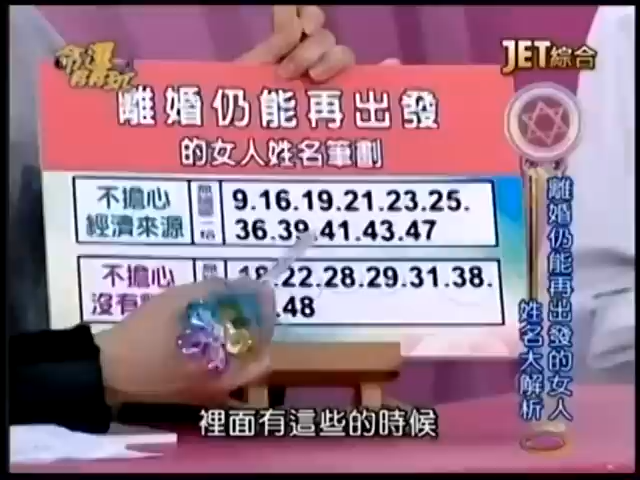 命運好好玩
JET綜合
離婚仍能再出發
的女人姓名筆劃
不擔心
經濟來源
9.16.19.21.23.25.
36.39.41.43.47
不擔心
沒有
18.22.28.29.31.38.
.48
離婚仍能再出發的女人
姓名大解析
裡面有這些的時候